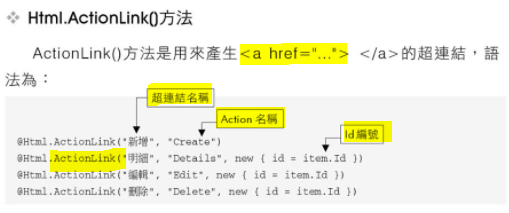 ❖ Html.ActionLink()方法
ActionLink()方法是用來產生<a href="..."> </a>的超連結，語
法為：
超連結名稱
Action 名稱
Id 編號
@Html.ActionLink("新增", "Create")
@Html.ActionLink("明細", "Details", new { id = item.Id })
@Html.ActionLink("編輯", "Edit", new { id = item.Id })
@Html.ActionLink("刪除", "Delete", new { id = item.Id })